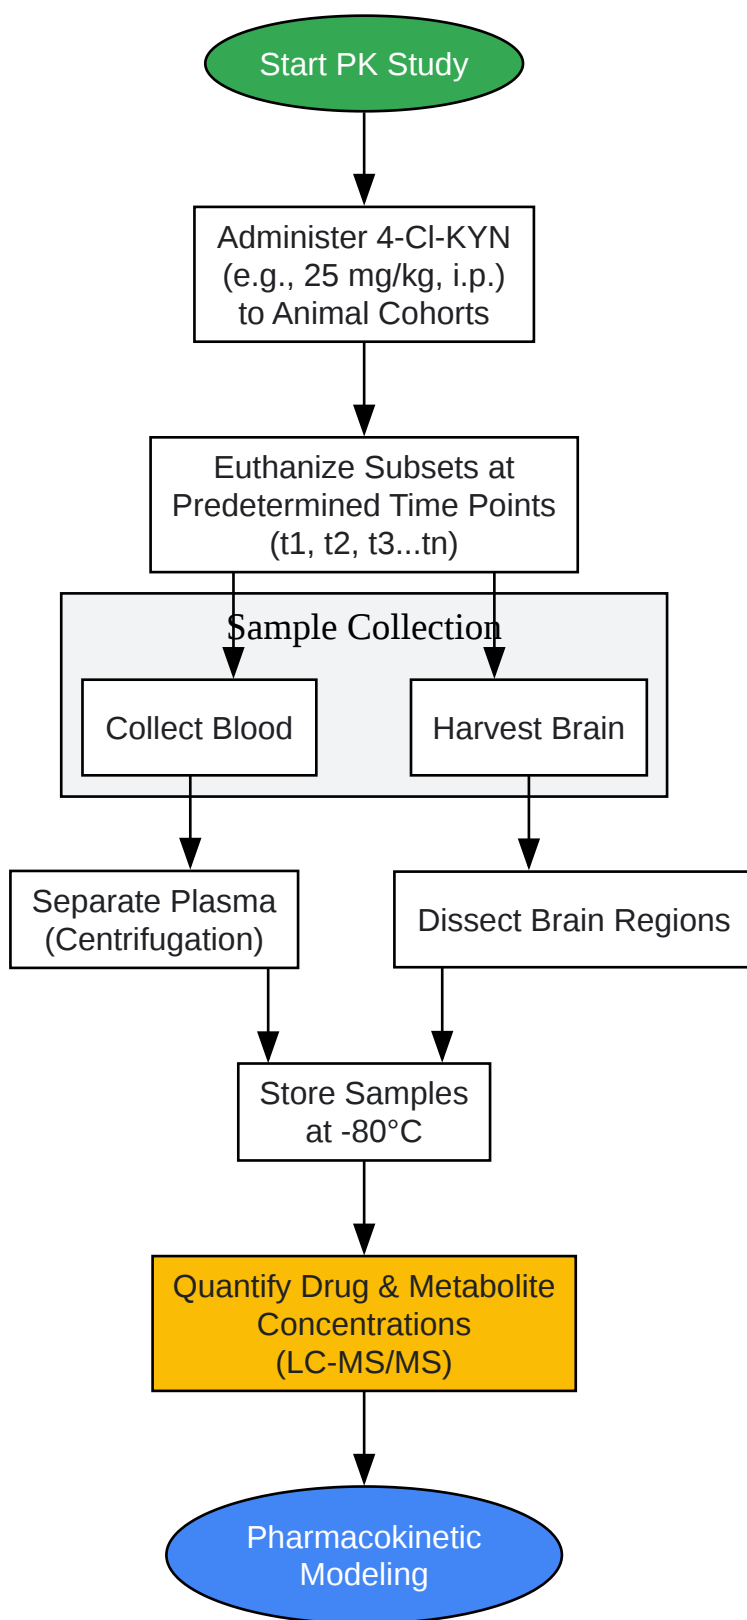 Start PK Study
Administer 4-Cl-KYN
(e.g., 25 mg/kg, i.p.)
to Animal Cohorts
Euthanize Subsets at
Predetermined Time Points
(t1, t2, t3...tn)
Sample Collection
Collect Blood
Harvest Brain
Separate Plasma
(Centrifugation)
Dissect Brain Regions
Store Samples
at -80°C
Quantify Drug & Metabolite
Concentrations
(LC-MS/MS)
Pharmacokinetic
Modeling